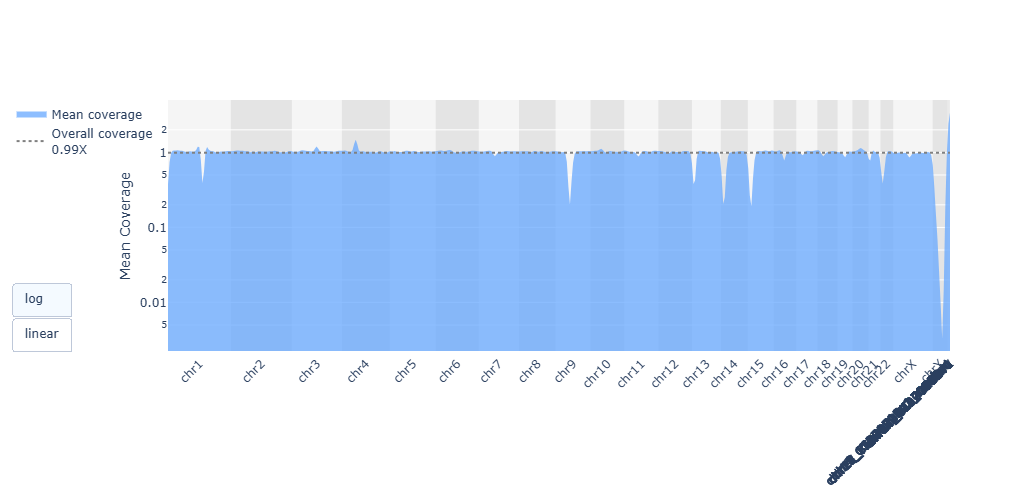 Mean coverage
Overall coverage
0.99X
log
linear
Mean Coverage
2
1
5
2
0.1
5
2
0.01
5
chr1
chr2
chr3
chr4
chr5
chr6
chr7
chr8
chr9
chr10
chr11
chr12
chr13
chr14
chr15
chr16
chr17
chr18
chr19
chr20
chr21
chr22
chrX